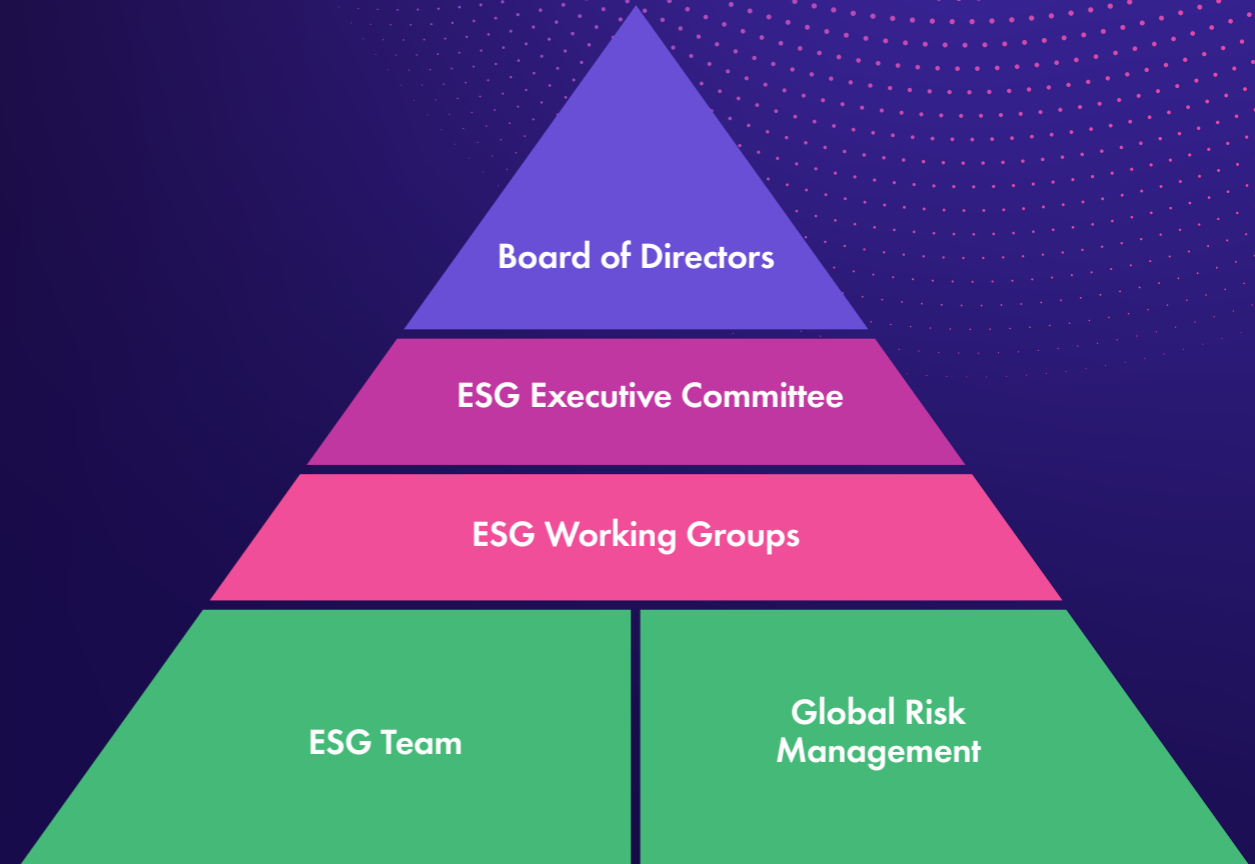 Board of Directors
ESG Executive Committee
ESG Working Groups
ESG Team
Global Risk
Management